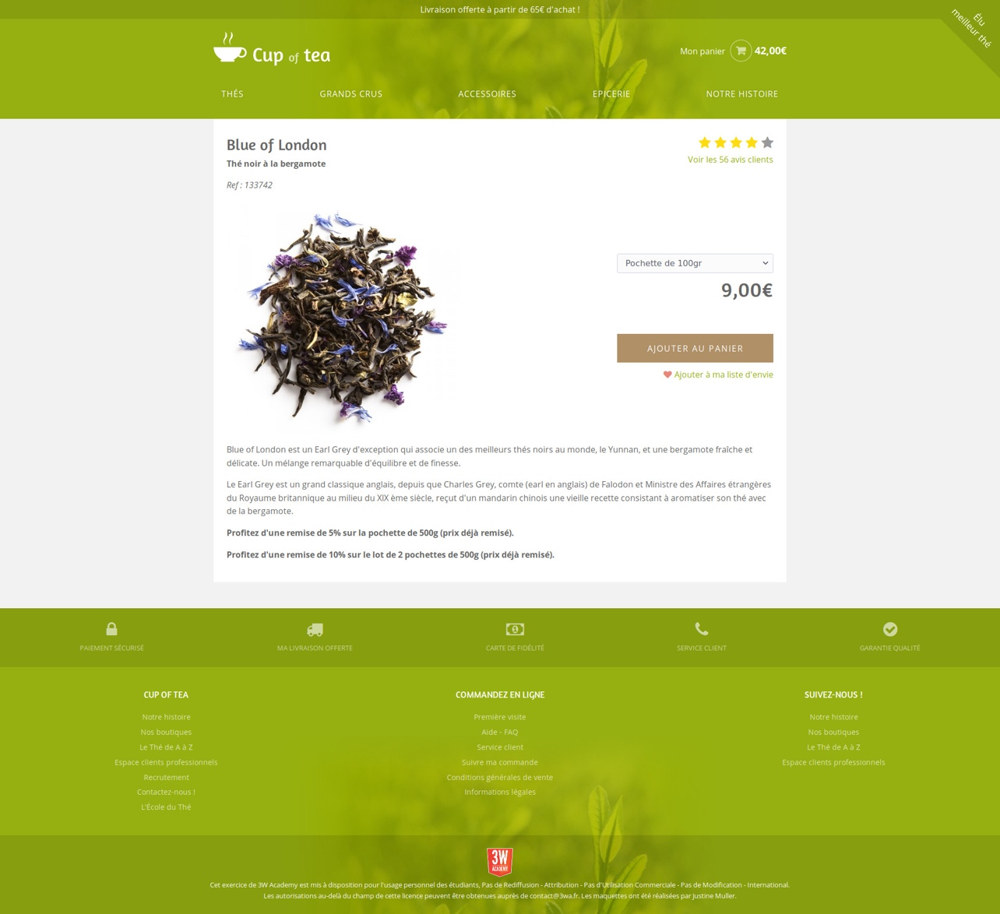 Livraison offerte à partir de 65€ d'achat !
Élu
meilleur thé
Cup of tea
Mon panier 42,00€
THÉS GRANDS CRUS ACCESSOIRES EPICERIE NOTRE HISTOIRE
Blue of London
Thé noir à la bergamote
Voir les 56 avis clients
Ref : 133742
Pochette de 100gr
9,00€
AJOUTER AU PANIER
Ajouter à ma liste d'envie
Blue of London est un Earl Grey d'exception qui associe un des meilleurs thés noirs au monde, le Yunnan, et une bergamote fraîche et
délicate. Un mélange remarquable d'équilibre et de finesse.
Le Earl Grey est un grand classique anglais, depuis que Charles Grey, comte (earl en anglais) de Falodon et Ministre des Affaires étrangères
du Royaume britannique au milieu du XIX ème siècle, reçut d'un mandarin chinois une vieille recette consistant à aromatiser son thé avec
de la bergamote.
Profitez d'une remise de 5% sur la pochette de 500g (prix déjà remisé).
Profitez d'une remise de 10% sur le lot de 2 pochettes de 500g (prix déjà remisé).
PAIEMENT SÉCURISÉ MA LIVRAISON OFFERTE CARTE DE FIDÉLITÉ SERVICE CLIENT GARANTIE QUALITÉ
CUP OF TEA
Notre histoire
Nos boutiques
Le Thé de A à Z
Espace clients professionnels
Recrutement
Contactez-nous !
L'École du Thé
COMMANDEZ EN LIGNE
Première visite
Aide - FAQ
Service client
Suivre ma commande
Conditions générales de vente
Informations légales
SUIVEZ-NOUS !
Notre histoire
Nos boutiques
Le Thé de A à Z
Espace clients professionnels
3W
ACADEMY
Cet exercice de 3W Academy est mis à disposition pour l'usage personnel des étudiants, Pas de Rediffusion - Attribution - Pas d'Utilisation Commerciale - Pas de Modification - International.
Les autorisations au-delà du champ de cette licence peuvent être obtenues auprès de contact@3wa.fr. Les maquettes ont été réalisées par Justine Muller.